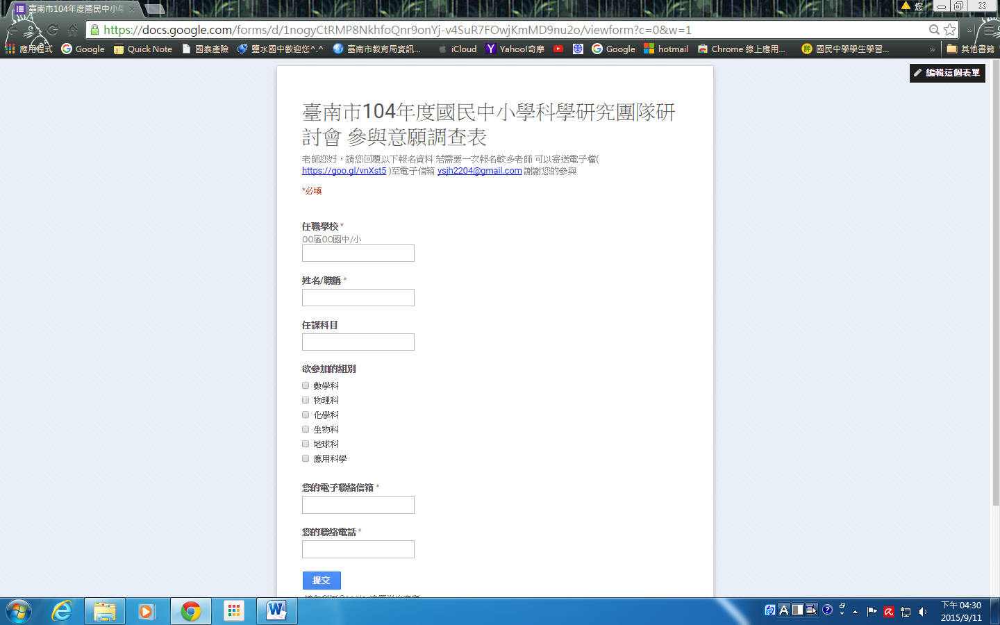 臺南市104年度國民中小學
您
https://docs.google.com/forms/d/1nogyCtRMP8NkhfoQnr9onYj-v4SuR7FOwjKmMD9nu2o/viewform?c=0&w=1
應用程式 Google Quick Note 國泰產險 鹽水國中歡迎您^.^ 臺南市教育局資訊... iCloud Yahoo!奇摩 Google hotmail Chrome 線上應用... 國民中學學生學習... » 其他書籤
編輯這個表單
臺南市104年度國民中小學科學研究團隊研
討會 參與意願調查表
老師您好，請您回覆以下報名資料 若需要一次報名較多老師 可以寄送電子檔(
https://goo.gl/vnXst5 )至電子信箱 ysjh2204@gmail.com 謝謝您的參與
*必填
任職學校 *
OO區OO國中/小
姓名/職稱 *
任課科目
欲參加的組別
數學科
物理科
化學科
生物科
地球科
應用科學
您的電子聯絡信箱 *
您的聯絡電話 *
提交
下午 04:30
2015/9/11